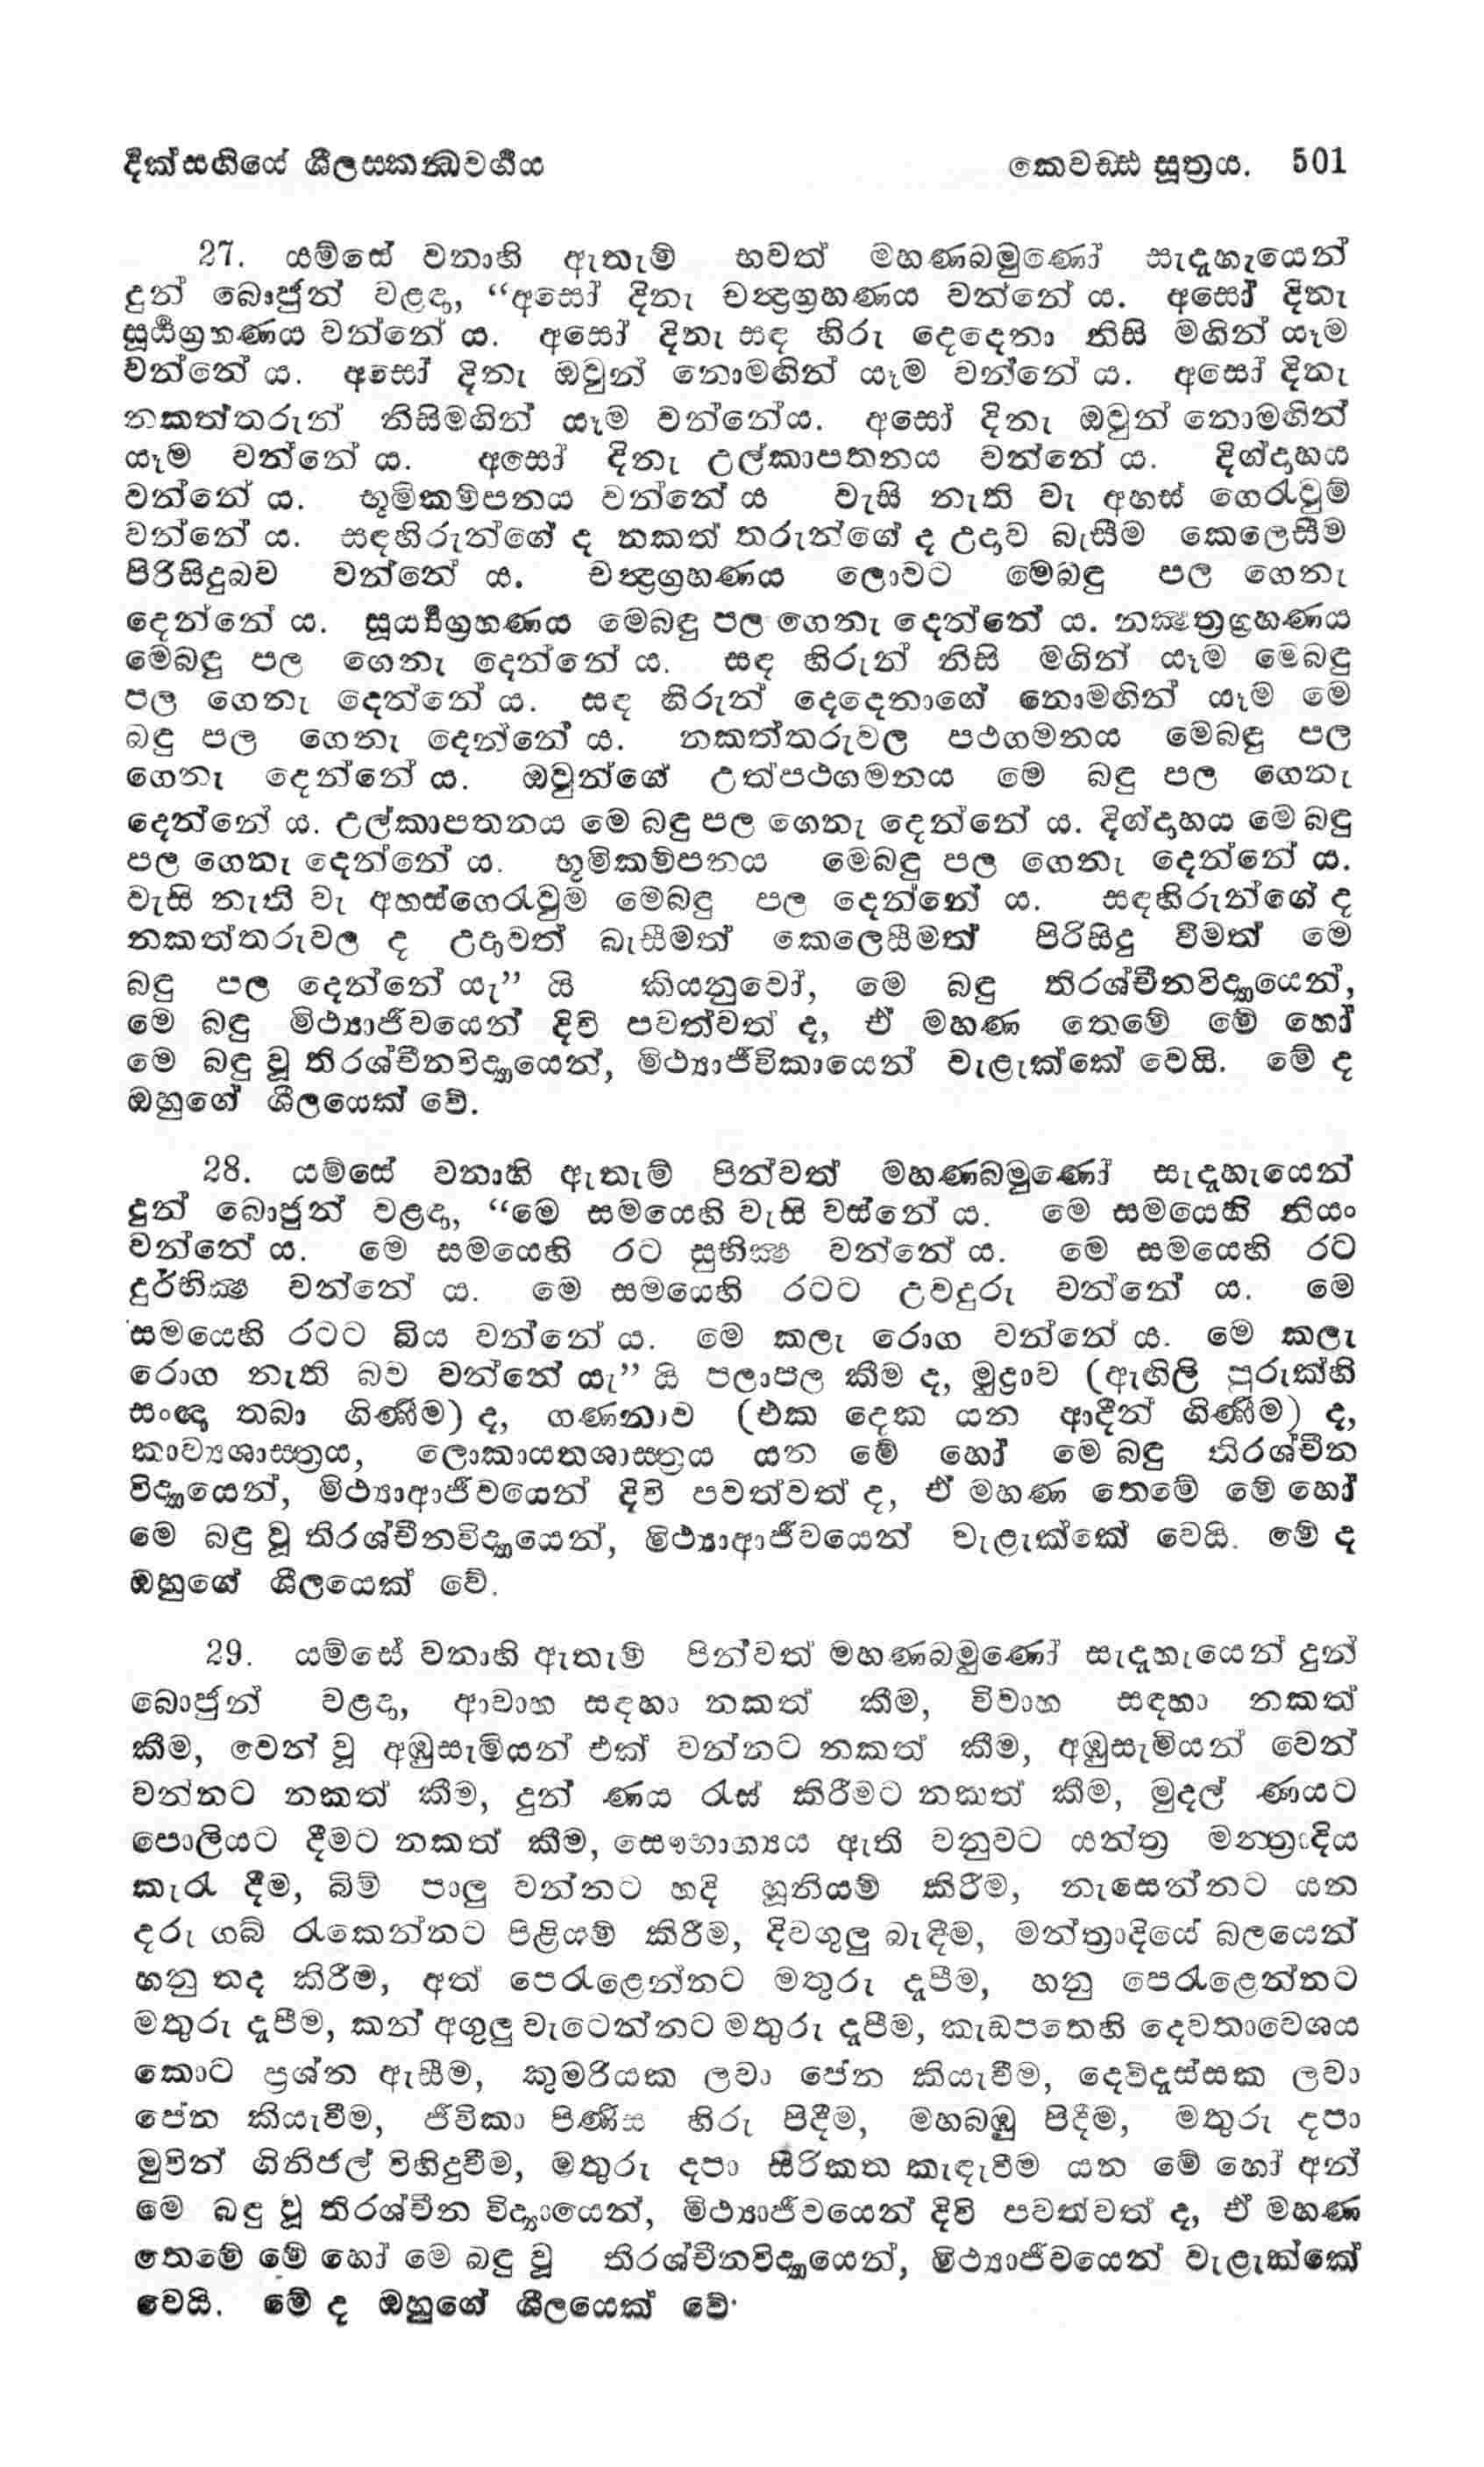 දික්සඟියේ ශීලසකන්‍ධවර්‍ගය කෙවඩ්ඪ සූත්‍රය. 501
27. යම්සේ වනාහි ඇතැම් භවත් මහණබමුණෝ සැදෑහැයෙන්
දුන් බොජුන් වළඳා, “අසෝ දිනැ චන්‍ද්‍රග්‍රහණය වන්නේ ය. අසෝ දිනැ
සූර්‍ය්‍යග්‍රහණය වන්නේ ය. අසෝ දිනැ සඳ හිරු දෙදෙනා නිසි මගින් යෑම
වන්නේ ය. අසෝ දිනැ ඔවුන් නොමඟින් යෑම වන්නේ ය. අසෝ දිනැ
නකත්තරුන් නිසිමගින් යෑම වන්නේය. අසෝ දිනැ ඔවුන් නොමඟින්
යෑම වන්නේ ය. අසෝ දිනැ උල්කාපතනය වන්නේ ය. දිග්දාහය
වන්නේ ය. භූමිකම්පනය වන්නේ ය වැසි නැති වැ අහස් ගෙරැවුම්
වන්නේ ය. සඳහිරුන්ගේ ද නකත් තරුන්ගේ ද උදාව බැසීම කෙලෙසීම
පිරිසිදුබව වන්නේ ය. චන්‍ද්‍රග්‍රහණය ලොවට මෙබඳු පල ගෙනැ
දෙන්නේ ය. සූර්‍ය්‍යග්‍රහණය මෙබඳු පල ගෙනැ දෙන්නේ ය. නක්‍ෂත්‍රග්‍රහණය
මෙබඳු පල ගෙනැ දෙන්නේ ය. සඳ හිරුන් නිසි මගින් යෑම මෙබඳු
පල ගෙනැ දෙන්නේ ය. සඳ හිරුන් දෙදෙනාගේ නොමඟින් යෑම මෙ
බඳු පල ගෙනැ දෙන්නේ ය. නකත්තරුවල පථගමනය මෙබඳු පල
ගෙනැ දෙන්නේ ය. ඔවුන්ගේ උත්පථගමනය මෙ බඳු පල ගෙනැ
දෙන්නේ ය. උල්කාපතනය මෙ බඳු පල ගෙනැ දෙන්නේ ය. දිග්දාහය මෙ බඳු
පල ගෙනැ දෙන්නේ ය. භූමිකම්පනය මෙබඳු පල ගෙනැ දෙන්නේ ය.
වැසි නැති වැ අහස්ගෙරැවුම් මෙබඳු පල දෙන්නේ ය. සඳහිරුන්ගේ ද
නකත්තරුවල ද උදාවත් බැසීමත් කෙලෙසීමත් පිරිසිදු වීමත් මෙ
බඳු පල දෙන්නේ යැ” යි කියනුවෝ, මෙ බඳු තිරශ්චීනවිද්‍යායෙන්,
මෙ බඳු මිථ්‍යාජීවයෙන් දිවි පවත්වත් ද, ඒ මහණ තෙමේ මේ හෝ
මෙ බඳු වූ තිරශ්චීනවිද්‍යායෙන්, මිථ්‍යාජීවිකායෙන් වැළැක්කේ වෙයි. මේ ද
ඔහුගේ ශීලයෙක් වේ.
28. යම්සේ වනාහි ඇතැම් පින්වත් මහණබමුණෝ සැදෑහැයෙන්
දුන් බොජුන් වළඳා, “මෙ සමයෙහි වැසි වස්නේ ය. මෙ සමයෙහි නියං
වන්නේ ය. මෙ සමයෙහි රට සුභික්‍ෂ වන්නේ ය. මෙ සමයෙහි රට
දුර්භික්‍ෂ වන්නේ ය. මෙ සමයෙහි රටට උවදුරු වන්නේ ය. මෙ
සමයෙහි රටට බිය වන්නේ ය. මෙ කලැ රොග වන්නේ ය. මෙ කලැ
රොග නැති බව වන්නේ යැ” යි පලාපල කීම ද, මුද්‍රාව (ඇඟිලි පුරුක්හි
සංඥා තබා ගිණීම) ද, ගණනාව (එක දෙක යන ආදීන් ගිණීම) ද,
කාව්‍යශාස්ත්‍රය, ලොකායතශාස්ත්‍රය යන මේ හෝ මෙ බඳු තිරශ්චීන
විද්‍යායෙන්, මිථ්‍යාආජීවයෙන් දිවි පවත්වත් ද, ඒ මහණ තෙමේ මේ හෝ
මෙ බඳු වූ තිරශ්චීනවිද්‍යායෙන්, මිථ්‍යාආජීවයෙන් වැළැක්කේ වෙයි. මේ ද
ඔහුගේ ශීලයෙක් වේ.
29. යම්සේ වනාහි ඇතැම් පින්වත් මහණබමුණෝ සැදෑහැයෙන් දුන්
බොජුන් වළඳා, ආවාහ සඳහා නකත් කීම, විවාහ සඳහා නකත්
කීම, වෙන් වූ අඹුසැමියන් එක් වන්නට නකත් කීම, අඹුසැමියන් වෙන්
වන්නට නකත් කීම, දුන් ණය රැස් කිරීමට නකත් කීම, මුදල් ණයට
පොලියට දීමට නකත් කීම, සෞභාග්‍යය ඇති වනුවට යන්ත්‍ර මන්ත්‍රාදිය
කැරැ දීම, බිම් පාලු වන්නට හදි හූනියම් කිරීම, නැසෙන්නට යන
දරු ගබ් රැකෙන්නට පිළියම් කිරීම, දිවගුලු බැඳීම, මන්ත්‍රාදියේ බලයෙන්
හනු තද කිරීම, අත් පෙරැළෙන්නට මතුරු දැපීම, හනු පෙරැළෙන්නට
මතුරු දැපීම, කන් අගුලු වැටෙන්නට මතුරු දැපීම, කැඩපතෙහි දෙවතාවෙශය
කොට ප්‍රශ්න ඇසීම, කුමරියක ලවා පේන කියැවීම, දෙව්දැස්සක ලවා
පේන කියැවීම, ජීවිකා පිණිස හිරු පිදීම, මහබඹු පිදීම, මතුරු දපා
මුවින් ගිනිජල් විහිදුවීම, මතුරු දපා සිරිකත කැඳැවීම යන මේ හෝ අන්
මෙ බඳු වූ තිරශ්චීන විද්‍යායෙන්, මිථ්‍යාජීවයෙන් දිවි පවත්වත් ද, ඒ මහණ
තෙමේ මේ හෝ මෙ බඳු වූ තිරශ්චීනවිද්‍යායෙන්, මිථ්‍යාජීවයෙන් වැළැක්කේ
වෙයි. මේ ද ඔහුගේ ශීලයෙක් වේ.